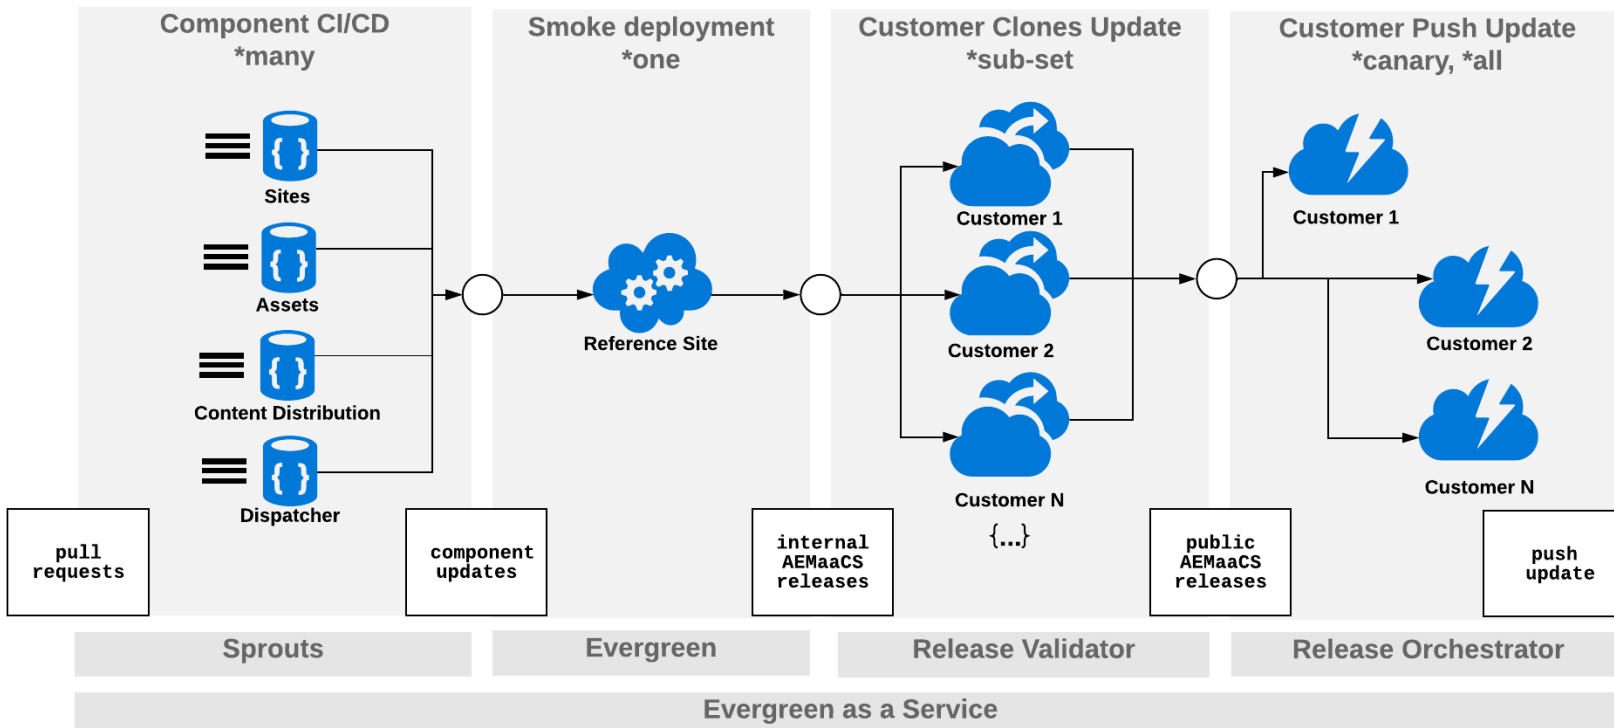 Component CI/CD
*many
Smoke deployment
*one
Customer Clones Update
*sub-set
Customer Push Update
*canary, *all
{ }
Sites
{ }
Assets
{ }
Content Distribution
{ }
Dispatcher
Reference Site
Customer 1
Customer 2
Customer N
{...}
Customer 1
Customer 2
Customer N
pull
requests
component
updates
internal
AEMaaCS
releases
public
AEMaaCS
releases
push
update
Sprouts
Evergreen
Release Validator
Release Orchestrator
Evergreen as a Service